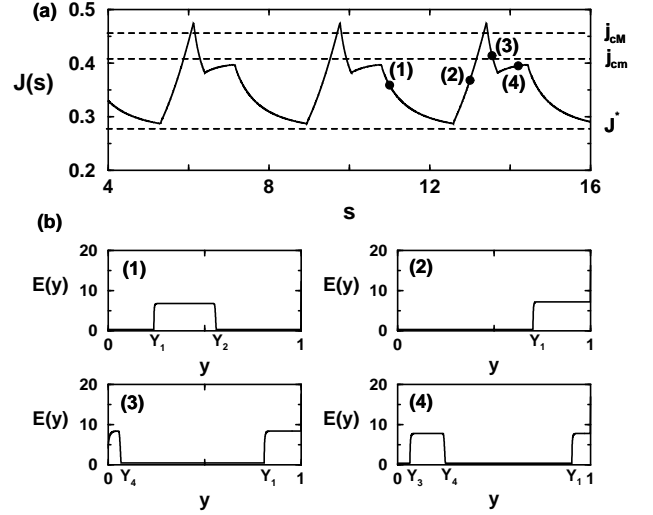 (a)
0.5
j_cM
(3)
j_cm
0.4
(1)
(2)
(4)
J(s)
0.3
J*
0.2
4 8 12 16
s
(b)
20 (1) 20 (2)
E(y) 10 E(y) 10
0 0
0 Y_1 Y_2 1 0 Y_1 1
y y
20 (3) 20 (4)
E(y) 10 E(y) 10
0 0
0 Y_4 Y_1 1 0 Y_3 Y_4 Y_1 1
y y